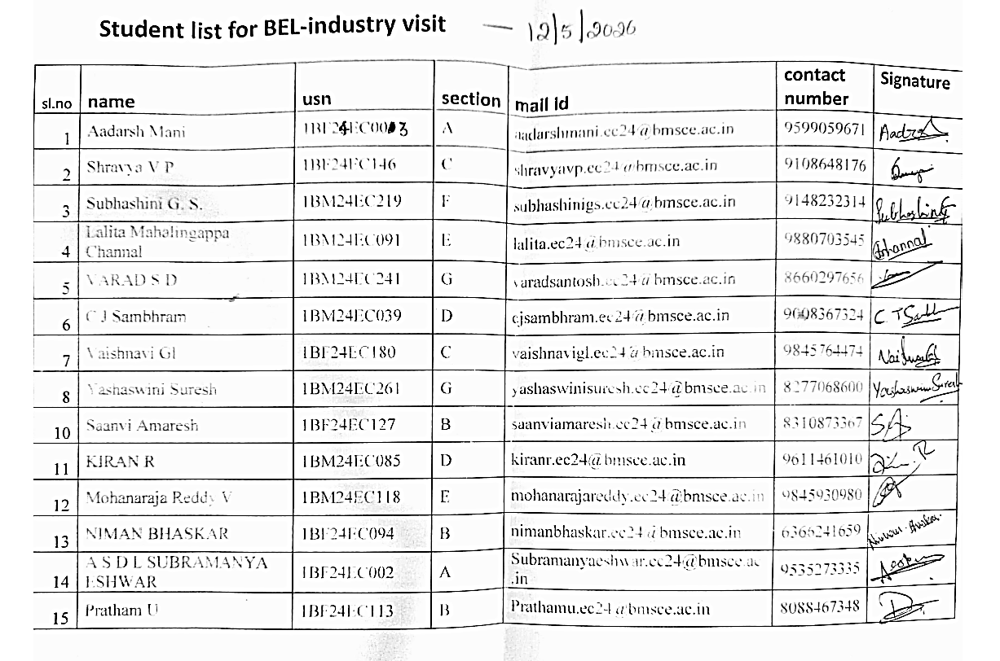 Student list for BEL-industry visit — 12/5/2026
sl.no name usn section mail id contact number Signature
1 Aadarsh Mani 1BF24EC003 A aadarshmani.ec24@bmsce.ac.in 9599059671
2 Shravya V P 1BF24EC146 C shravyavp.ec24@bmsce.ac.in 9108648176
3 Subhashini G. S. 1BM24EC219 F subhashinigs.ec24@bmsce.ac.in 9148232314
4 Lalita Mahalingappa Channal 1BM24EC091 E lalita.ec24@bmsce.ac.in 9880703545
5 VARAD S D 1BM24EC241 G varadsantosh.ec24@bmsce.ac.in 8660297656
6 C J Sambhram 1BM24EC039 D cjsambhram.ec24@bmsce.ac.in 9008367324
7 Vaishnavi Gl 1BF24EC180 C vaishnavigl.ec24@bmsce.ac.in 9845764474
8 Yashaswini Suresh 1BM24EC261 G yashaswinisuresh.ec24@bmsce.ac.in 8277068600 Yashaswini Suresh
10 Saanvi Amaresh 1BF24EC127 B saanviamaresh.ec24@bmsce.ac.in 8310873367
11 KIRAN R 1BM24EC085 D kiranr.ec24@bmsce.ac.in 9611461010
12 Mohanaraja Reddy V 1BM24EC118 E mohanarajareddy.ec24@bmsce.ac.in 9845930980
13 NIMAN BHASKAR 1BF24EC094 B nimanbhaskar.ec24@bmsce.ac.in 6366241659
14 A S D L SUBRAMANYA ESHWAR 1BF24EC002 A Subramanyaeshwar.ec24@bmsce.ac.in 9535273335
15 Pratham U 1BF24EC113 B Prathamu.ec24@bmsce.ac.in 8088467348